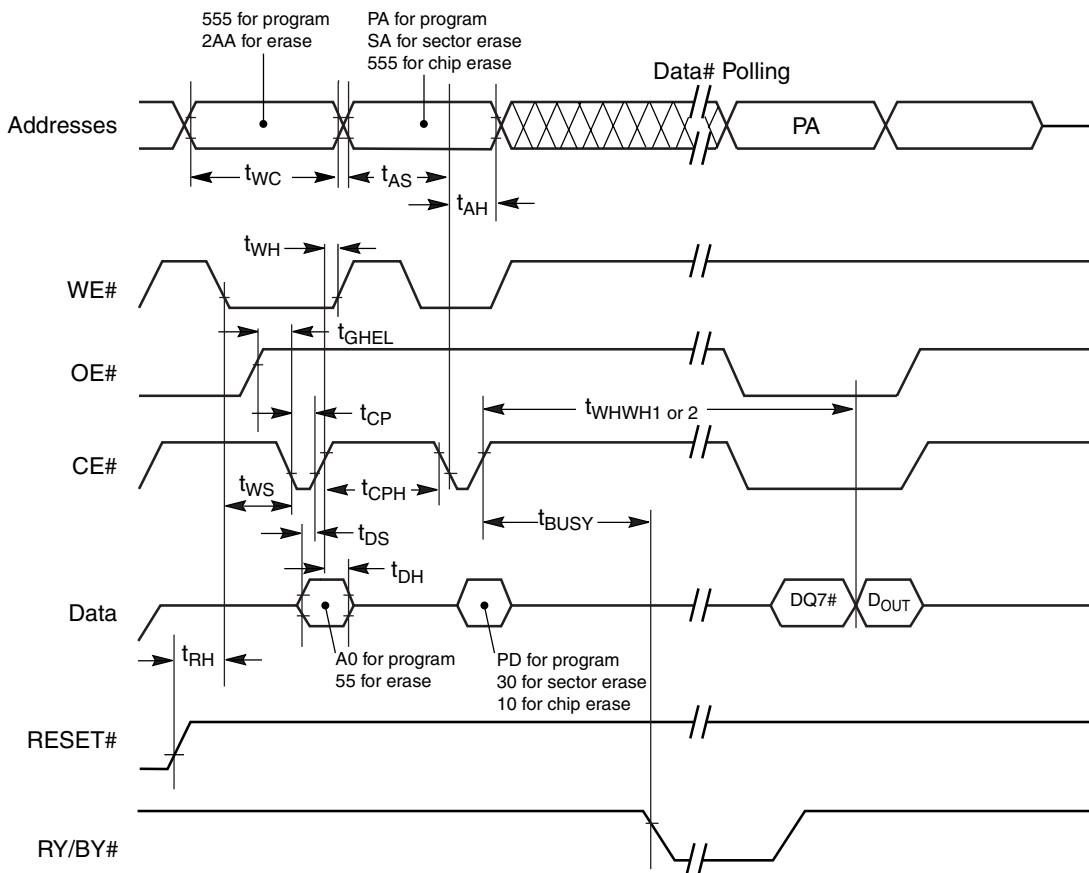 555 for program
2AA for erase
PA for program
SA for sector erase
555 for chip erase
Data# Polling
Addresses
PA
tWC
tAS
tAH
tWH
WE#
tGHEL
OE#
tWHWH1 or 2
tCP
CE#
tWS
tCPH
tBUSY
tDS
tDH
Data
DQ7#
DOUT
tRH
A0 for program
55 for erase
PD for program
30 for sector erase
10 for chip erase
RESET#
RY/BY#